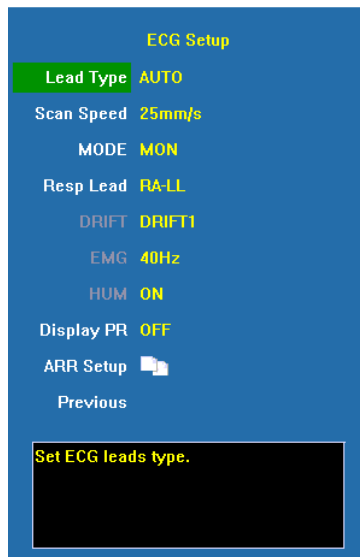 ECG Setup
Lead Type AUTO
Scan Speed 25mm/s
MODE MON
Resp Lead RA-LL
DRIFT DRIFT1
EMG 40Hz
HUM ON
Display PR OFF
ARR Setup
Previous
Set ECG leads type.